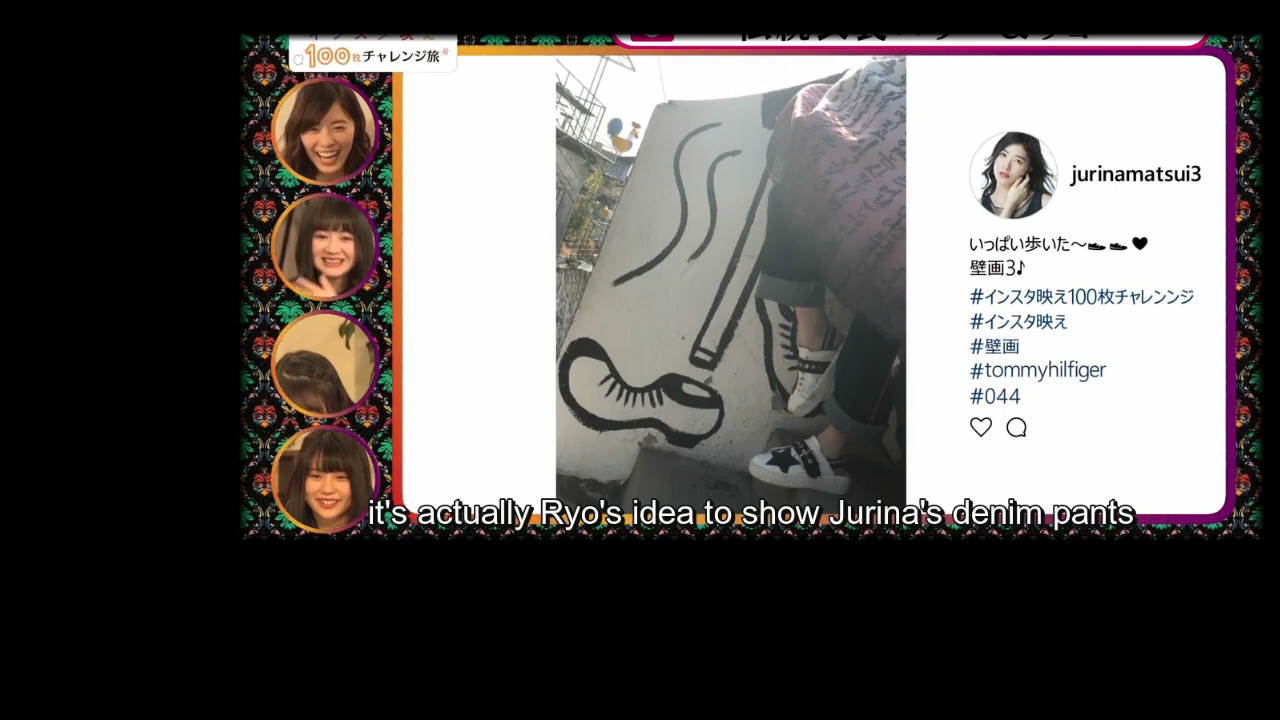 100枚チャレンジ旅
jurinamatsui3
いっぱい歩いた〜👟👟🖤
壁画3♪
#インスタ映え100枚チャレンンジ
#インスタ映え
#壁画
#tommyhilfiger
#044
it's actually Ryo's idea to show Jurina's denim pants